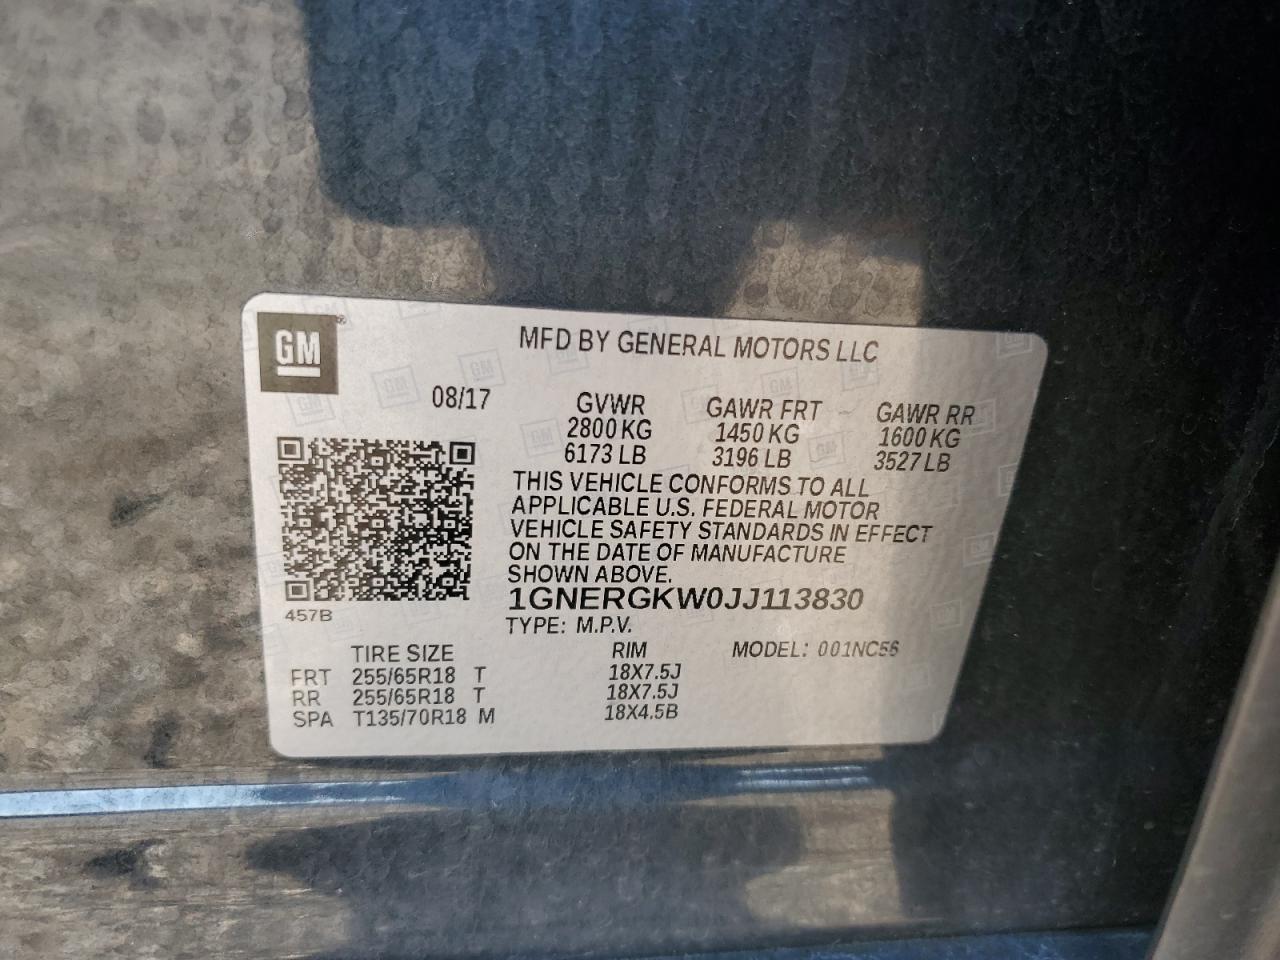 GM®
MFD BY GENERAL MOTORS LLC
08/17
GVWR GAWR FRT GAWR RR
2800 KG 1450 KG 1600 KG
6173 LB 3196 LB 3527 LB
THIS VEHICLE CONFORMS TO ALL
APPLICABLE U.S. FEDERAL MOTOR
VEHICLE SAFETY STANDARDS IN EFFECT
ON THE DATE OF MANUFACTURE
SHOWN ABOVE.
1GNERGKW0JJ113830
457B
TYPE: M.P.V.
TIRE SIZE RIM MODEL: 001NC56
FRT 255/65R18 T 18X7.5J
RR 255/65R18 T 18X7.5J
SPA T135/70R18 M 18X4.5B